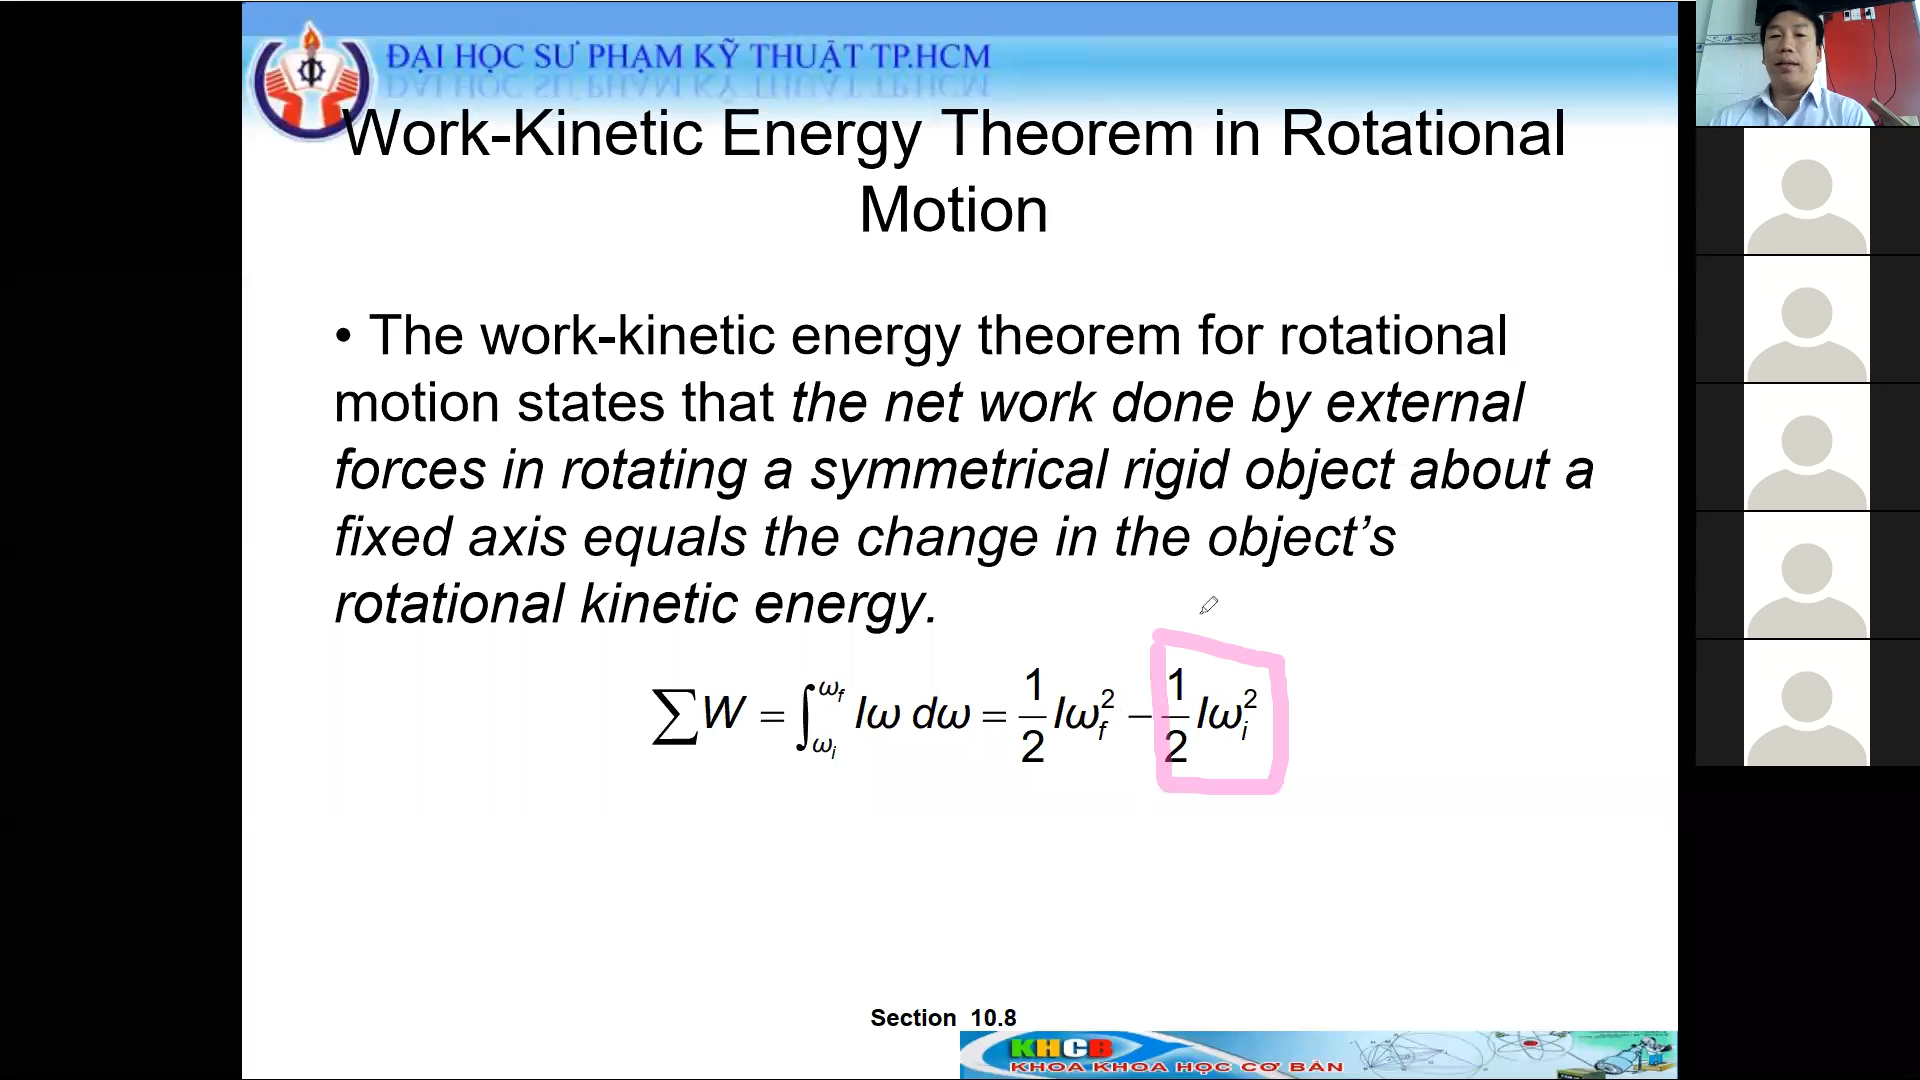 ĐẠI HỌC SƯ PHẠM KỸ THUẬT TP.HCM
Work-Kinetic Energy Theorem in Rotational
Motion
• The work-kinetic energy theorem for rotational
motion states that the net work done by external
forces in rotating a symmetrical rigid object about a
fixed axis equals the change in the object’s
rotational kinetic energy.
∑W = ∫_{ω_i}^{ω_f} Iω dω = 1/2 Iω_f^2 − 1/2 Iω_i^2
Section 10.8
KHCB
KHOA KHOA HỌC CƠ BẢN